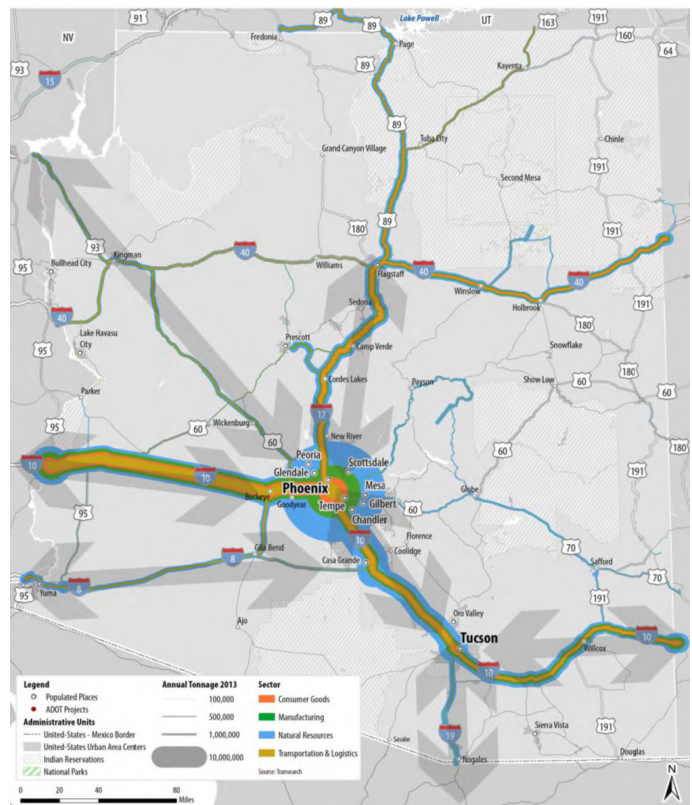 Lake Powell
UT
NV
91
89
89
163
191
160
64
Fredonia
Page
93
15
89
Kayenta
89
Tuba City
Chinle
Grand Canyon Village
191
Second Mesa
180
89
191
93
Kingman
40
Bullhead City
95
Williams
Flagstaff
40
40
40
Winslow
Holbrook
191
Sedona
40
Lake Havasu
City
95
Prescott
Camp Verde
180
Snowflake
Cordes Lakes
Payson
Show Low
60
180
60
Parker
95
17
Wickenburg
60
New River
60
191
180
Peoria
Scottsdale
Glendale
10
10
Phoenix
Mesa
Globe
Buckeye
Goodyear
Tempe
Gilbert
60
Chandler
95
10
Florence
70
Gila Bend
8
Coolidge
Casa Grande
Safford
70
8
95
Yuma
191
Ajo
Oro Valley
Tucson
10
10
Willcox
19
Sierra Vista
191
Sasabe
Nogales
Douglas
Legend
Populated Places
ADOT Projects
Administrative Units
United-States - Mexico Border
United-States Urban Area Centers
Indian Reservations
National Parks
Annual Tonnage 2013
100,000
500,000
1,000,000
10,000,000
Sector
Consumer Goods
Manufacturing
Natural Resources
Transportation & Logistics
Source: Transearch
0 20 40 60 80
Miles
N